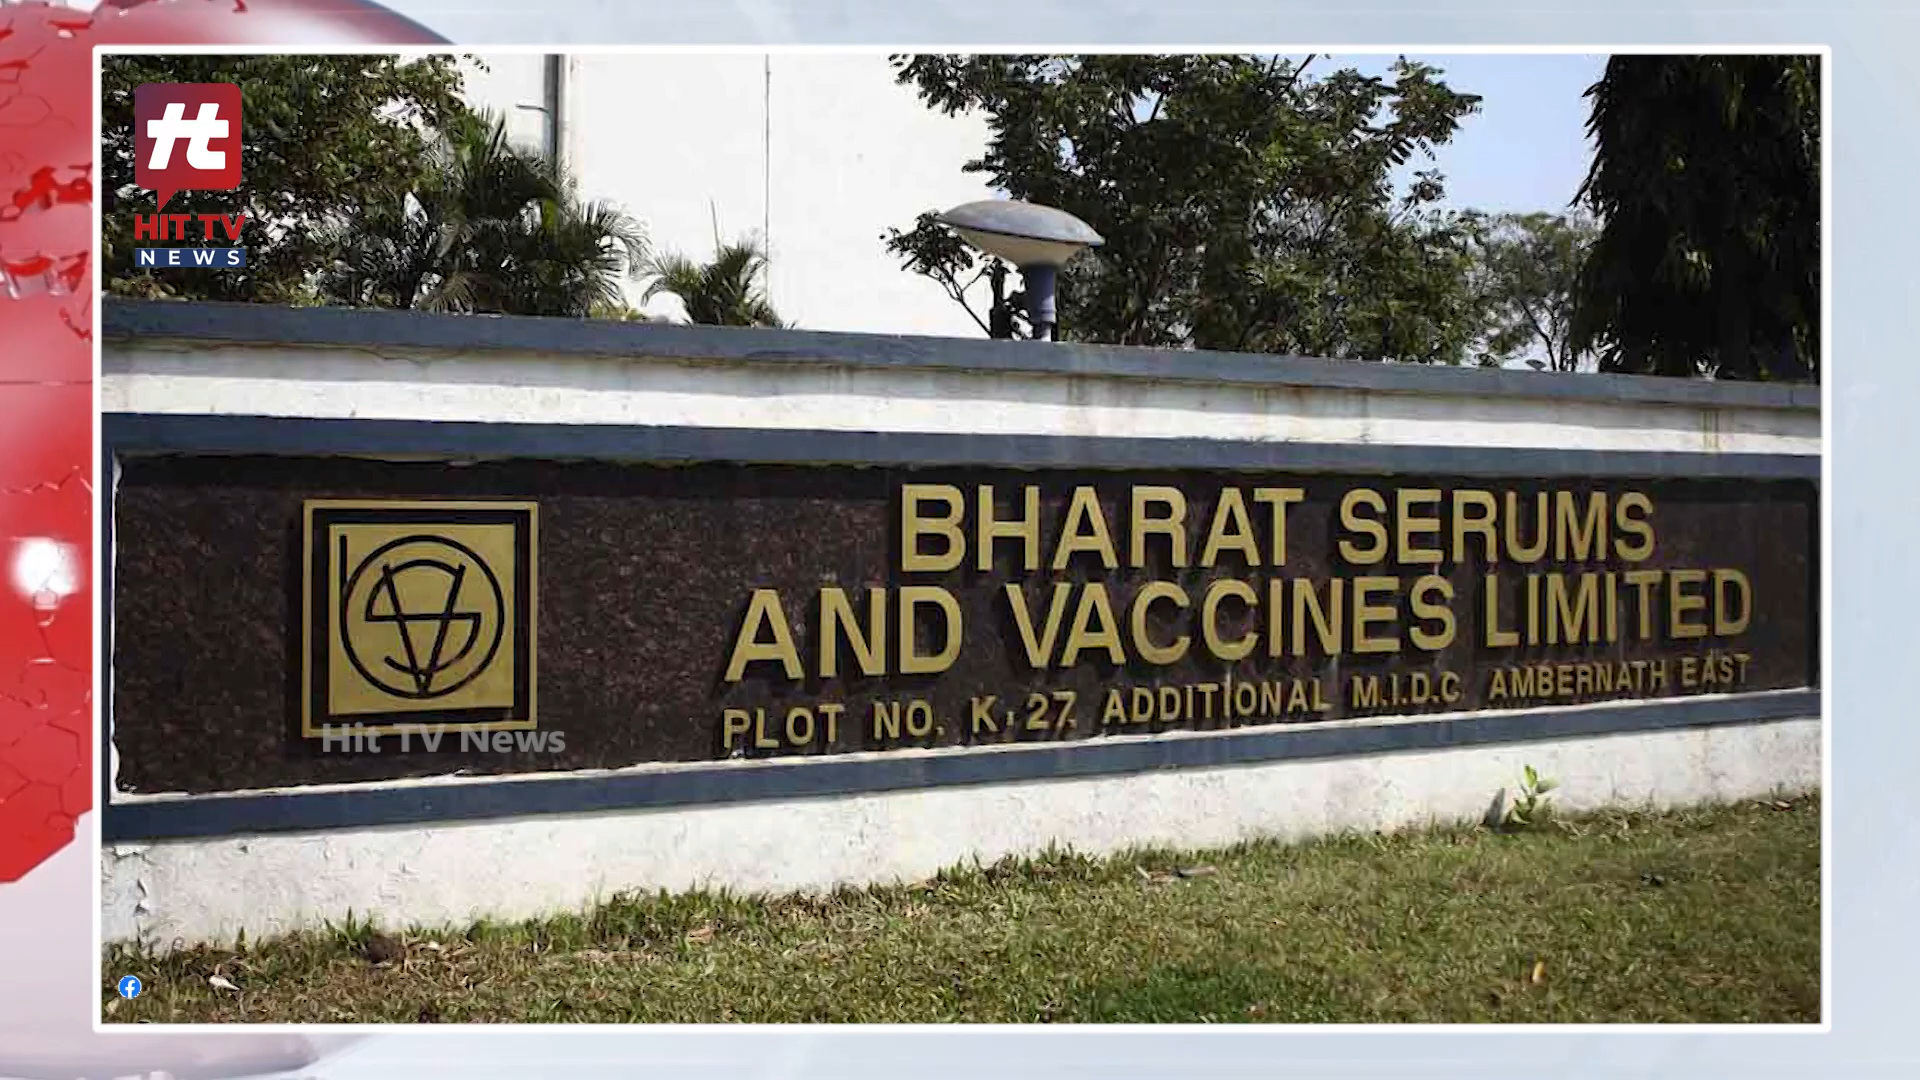 HIT TV
NEWS
BHARAT SERUMS
AND VACCINES LIMITED
PLOT NO. K-27. ADDITIONAL M.I.D.C. AMBERNATH EAST
Hit TV News